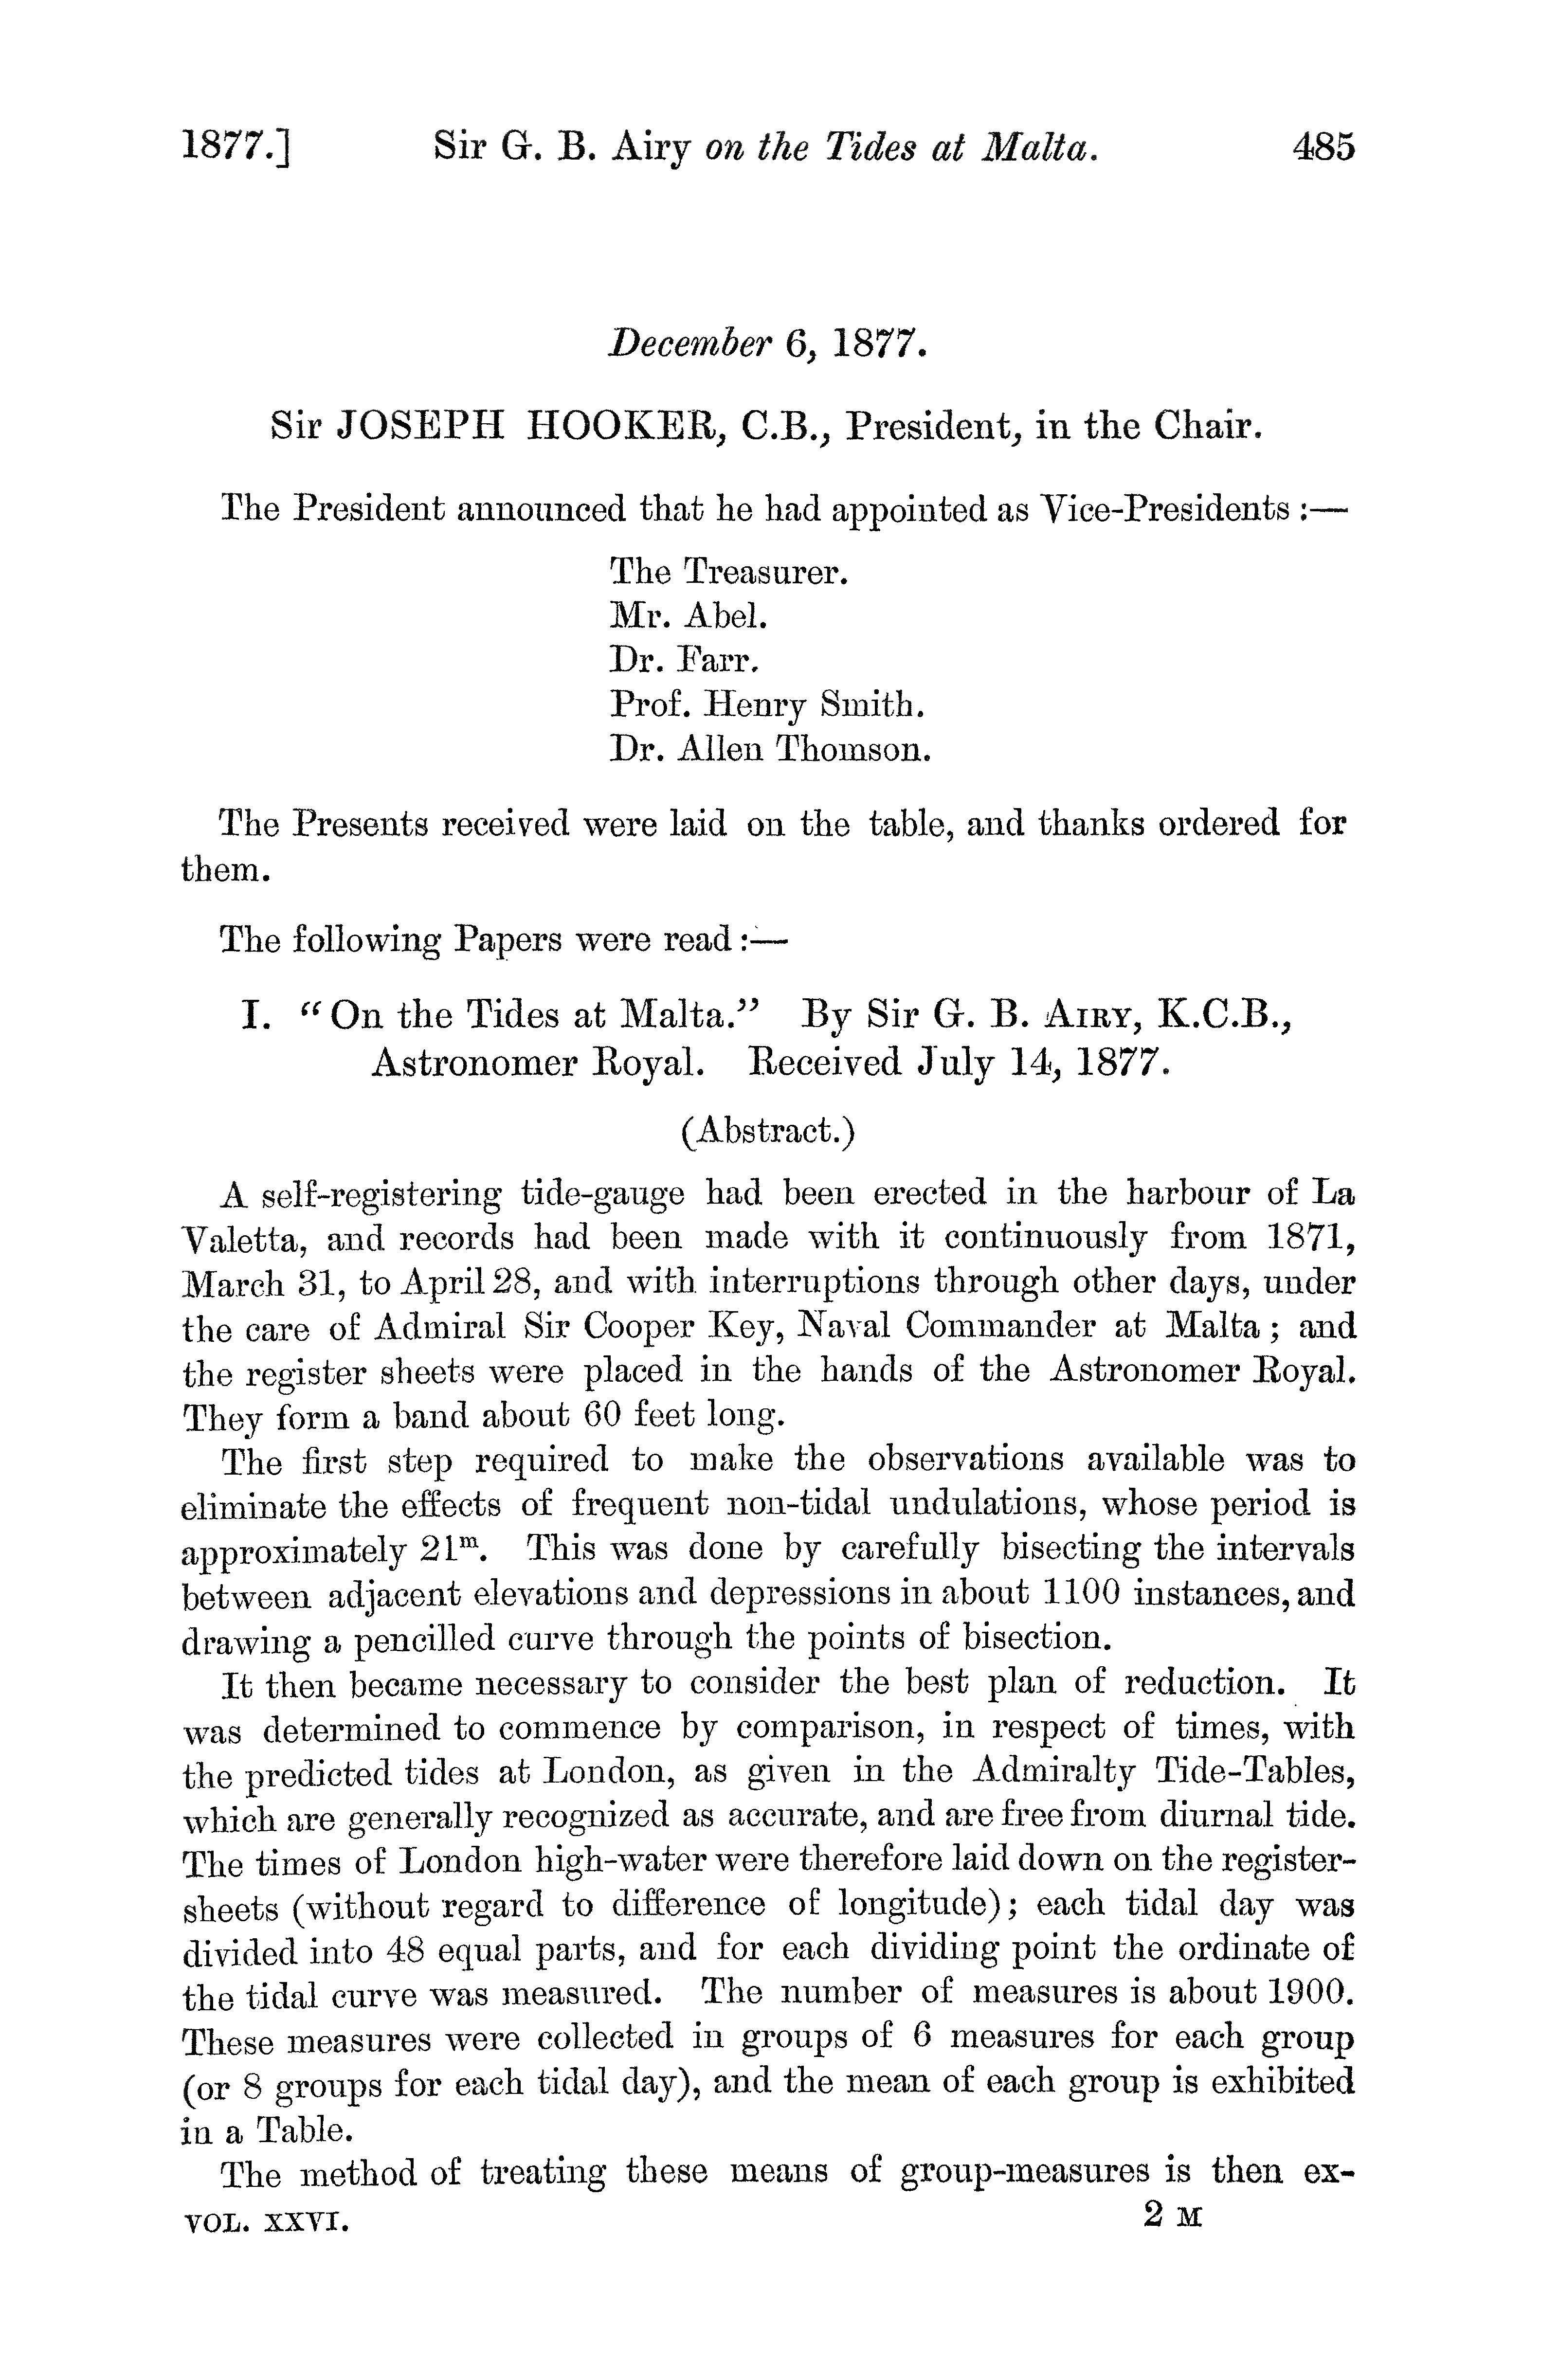 1877.] Sir G. B. Airy on the Tides at Malta. 485
December 6, 1877.
Sir JOSEPH HOOKER, C.B., President, in the Chair.
The President announced that he had appointed as Vice-Presidents :—
The Treasurer.
Mr. Abel.
Dr. Farr.
Prof. Henry Smith.
Dr. Allen Thomson.
The Presents received were laid on the table, and thanks ordered for
them.
The following Papers were read :—
I. “On the Tides at Malta.” By Sir G. B. AIRY, K.C.B.,
Astronomer Royal. Received July 14, 1877.
(Abstract.)
A self-registering tide-gauge had been erected in the harbour of La
Valetta, and records had been made with it continuously from 1871,
March 31, to April 28, and with interruptions through other days, under
the care of Admiral Sir Cooper Key, Naval Commander at Malta ; and
the register sheets were placed in the hands of the Astronomer Royal.
They form a band about 60 feet long.
The first step required to make the observations available was to
eliminate the effects of frequent non-tidal undulations, whose period is
approximately 21ᵐ. This was done by carefully bisecting the intervals
between adjacent elevations and depressions in about 1100 instances, and
drawing a pencilled curve through the points of bisection.
It then became necessary to consider the best plan of reduction. It
was determined to commence by comparison, in respect of times, with
the predicted tides at London, as given in the Admiralty Tide-Tables,
which are generally recognized as accurate, and are free from diurnal tide.
The times of London high-water were therefore laid down on the register-
sheets (without regard to difference of longitude); each tidal day was
divided into 48 equal parts, and for each dividing point the ordinate of
the tidal curve was measured. The number of measures is about 1900.
These measures were collected in groups of 6 measures for each group
(or 8 groups for each tidal day), and the mean of each group is exhibited
in a Table.
The method of treating these means of group-measures is then ex-
VOL. XXVI. 2 M